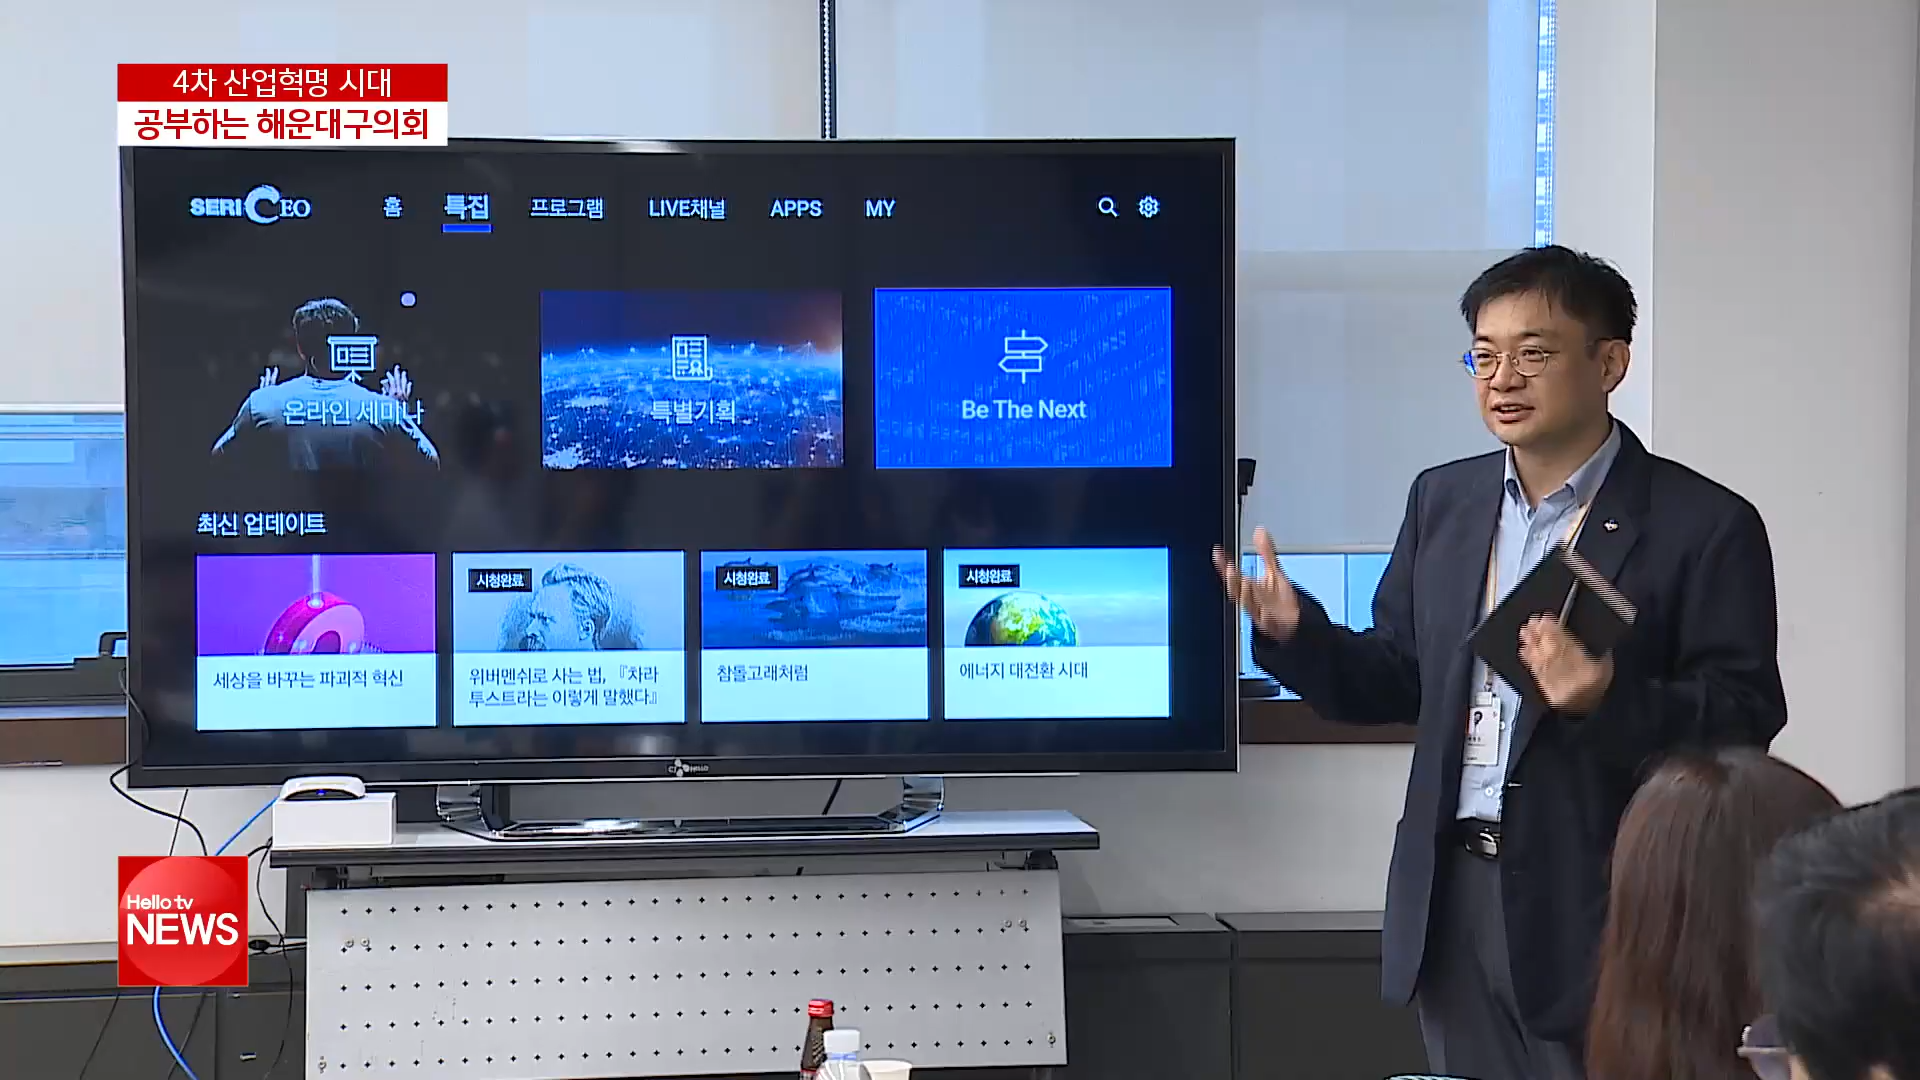 4차 산업혁명 시대
공부하는 해운대구의회
SERICEO 홈 특집 프로그램 LIVE채널 APPS MY
온라인 세미나
특별기획
Be The Next
최신 업데이트
시청완료
시청완료
시청완료
세상을 바꾸는 파괴적 혁신
위버멘쉬로 사는 법, 『차라
투스트라는 이렇게 말했다』
참돌고래처럼
에너지 대전환 시대
CJ Hello
Hello tv
NEWS